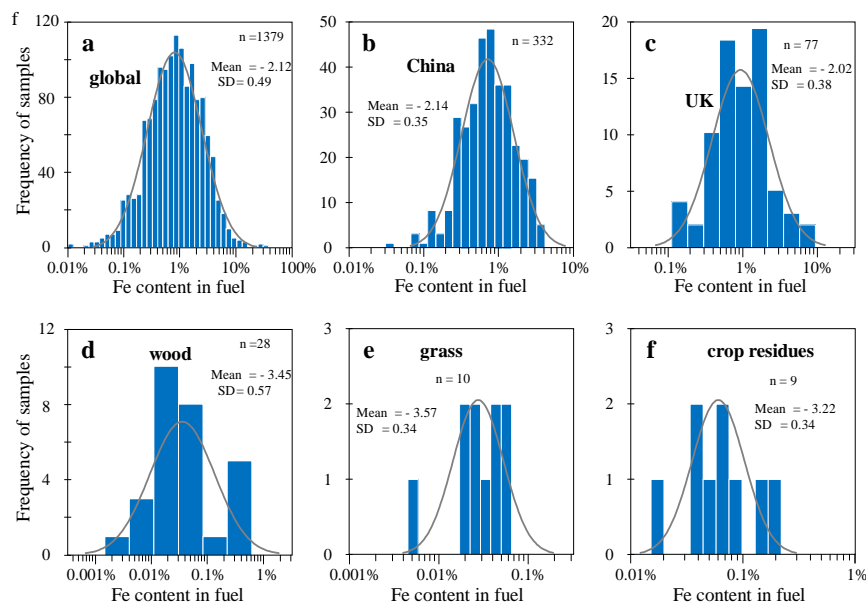 f
a
global
n =1379
Mean = - 2.12
SD = 0.49
Frequency of samples
120
80
40
0
0.01% 0.1% 1% 10% 100%
Fe content in fuel
b
China
n = 332
Mean = - 2.14
SD = 0.35
50
40
30
20
10
0
0.01% 0.1% 1% 10%
Fe content in fuel
c
UK
n = 77
Mean = - 2.02
SD = 0.38
20
15
10
5
0
0.1% 1% 10%
Fe content in fuel
d
wood
n =28
Mean = - 3.45
SD = 0.57
Frequency of samples
12
8
4
0
0.001% 0.01% 0.1% 1%
Fe content in fuel
e
grass
n = 10
Mean = - 3.57
SD = 0.34
3
2
1
0
0.001% 0.01% 0.1%
Fe content in fuel
f
crop residues
n = 9
Mean = - 3.22
SD = 0.34
3
2
1
0
0.01% 0.1% 1%
Fe content in fuel